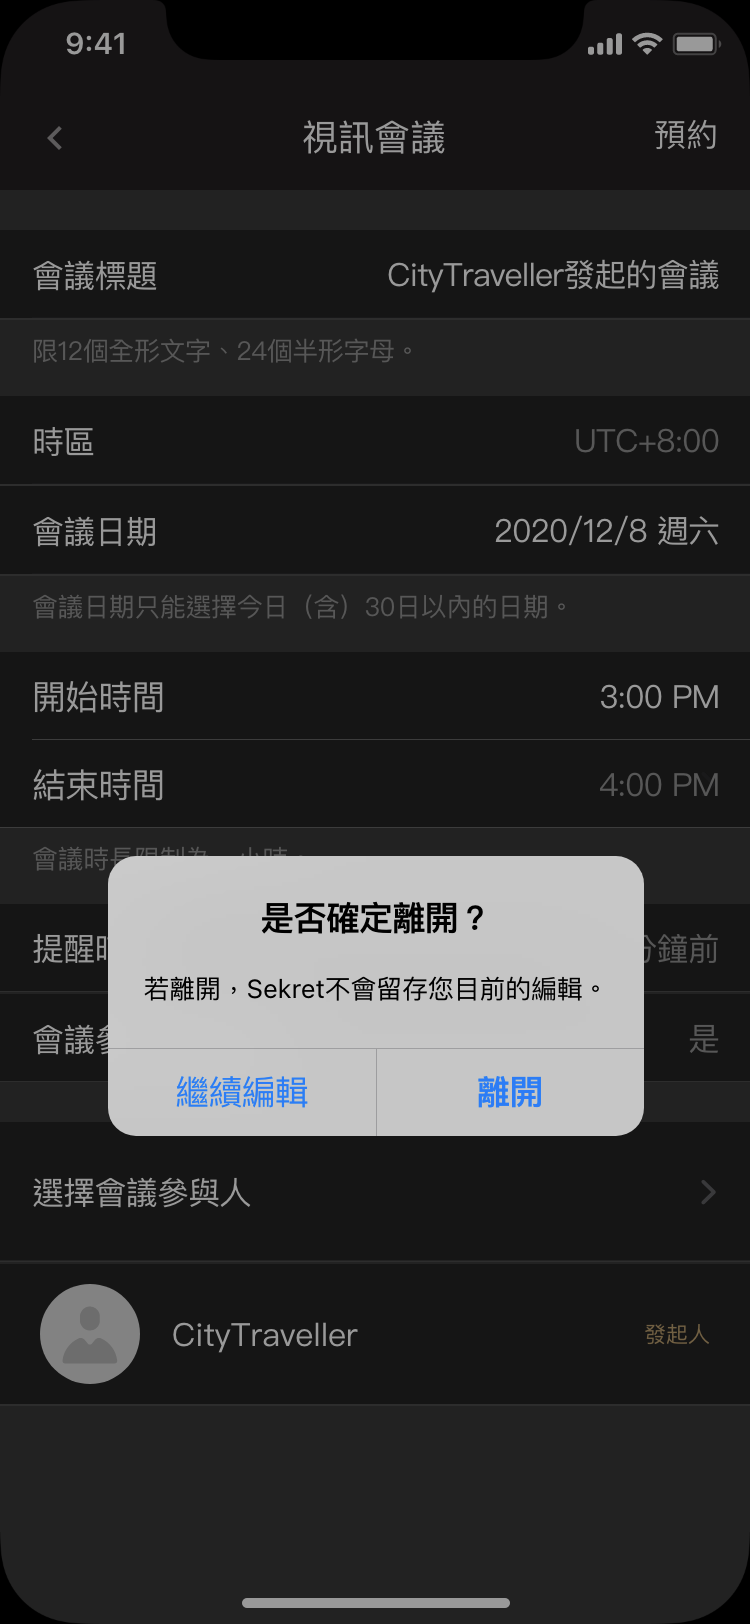 9:41
視訊會議
預約
會議標題
CityTraveller發起的會議
限12個全形文字、24個半形字母。
時區
UTC+8:00
會議日期
2020/12/8 週六
會議日期只能選擇今日（含）30日以內的日期。
開始時間
3:00 PM
結束時間
4:00 PM
會議時長限制為一小時。
是否確定離開？
若離開，Sekret不會留存您目前的編輯。
繼續編輯
離開
提醒時
分鐘前
會議參
是
選擇會議參與人
CityTraveller
發起人